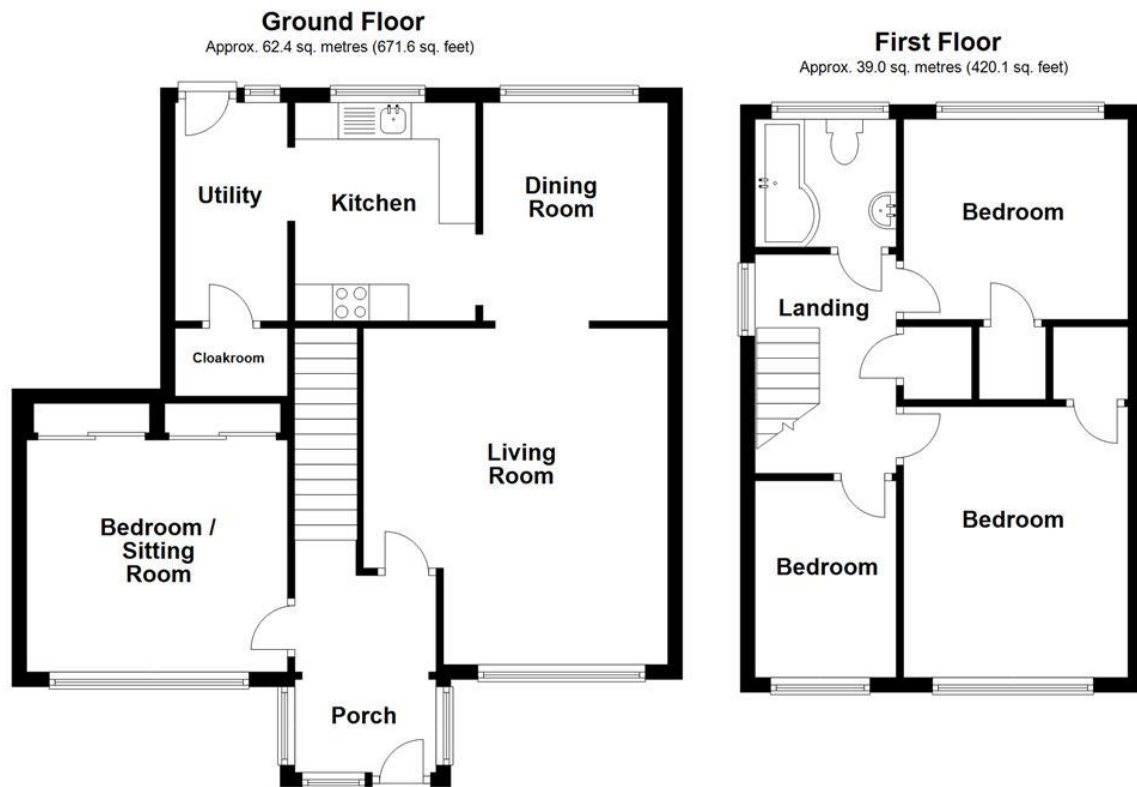 Ground Floor
Approx. 62.4 sq. metres (671.6 sq. feet)
Utility
Kitchen
Dining
Room
Cloakroom
Living
Room
Bedroom /
Sitting
Room
Porch
First Floor
Approx. 39.0 sq. metres (420.1 sq. feet)
Bedroom
Landing
Bedroom
Bedroom